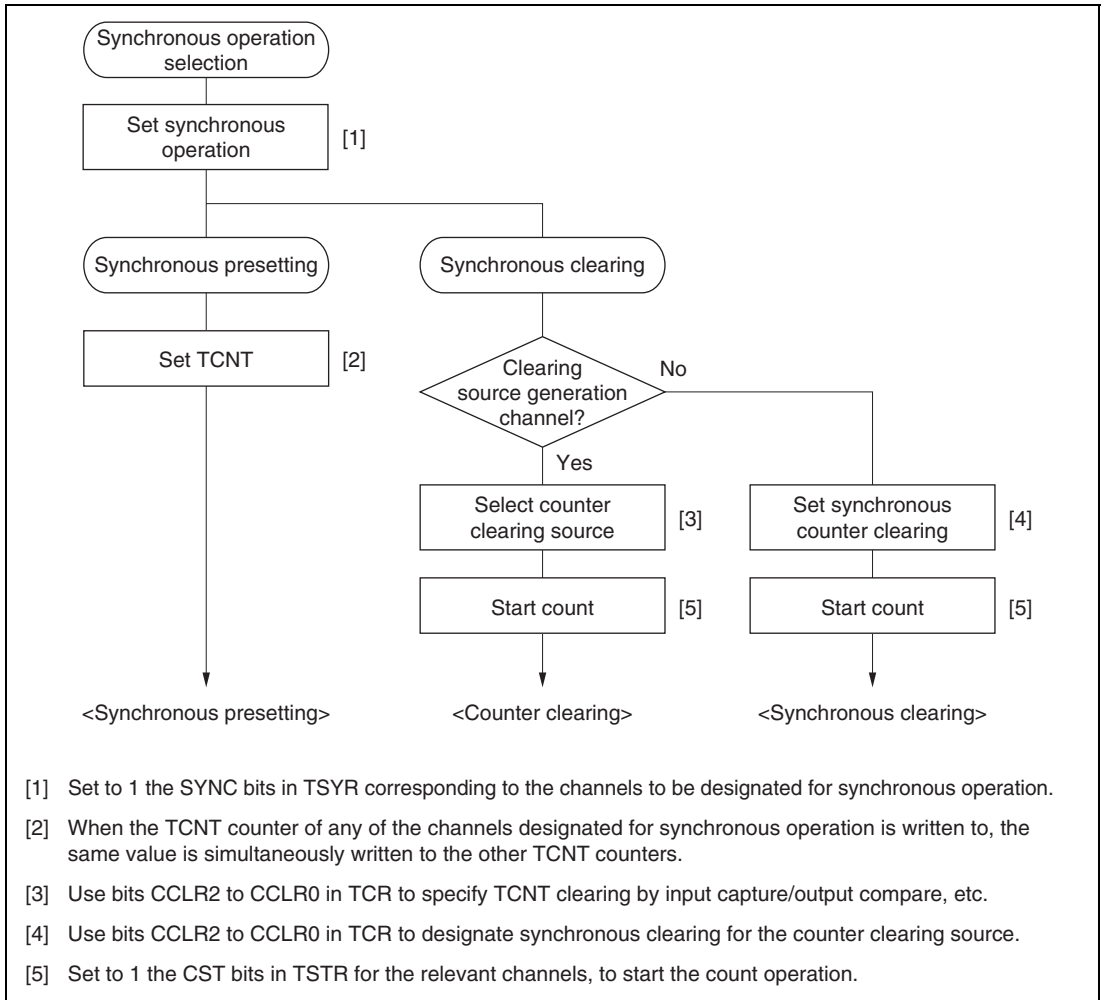 Synchronous operation
selection
Set synchronous
operation
[1]
Synchronous presetting
Synchronous clearing
Set TCNT
[2]
Clearing
source generation
channel?
No
Yes
Select counter
clearing source
[3]
Set synchronous
counter clearing
[4]
Start count
[5]
Start count
[5]
<Synchronous presetting>
<Counter clearing>
<Synchronous clearing>
[1] Set to 1 the SYNC bits in TSYR corresponding to the channels to be designated for synchronous operation.
[2] When the TCNT counter of any of the channels designated for synchronous operation is written to, the
same value is simultaneously written to the other TCNT counters.
[3] Use bits CCLR2 to CCLR0 in TCR to specify TCNT clearing by input capture/output compare, etc.
[4] Use bits CCLR2 to CCLR0 in TCR to designate synchronous clearing for the counter clearing source.
[5] Set to 1 the CST bits in TSTR for the relevant channels, to start the count operation.